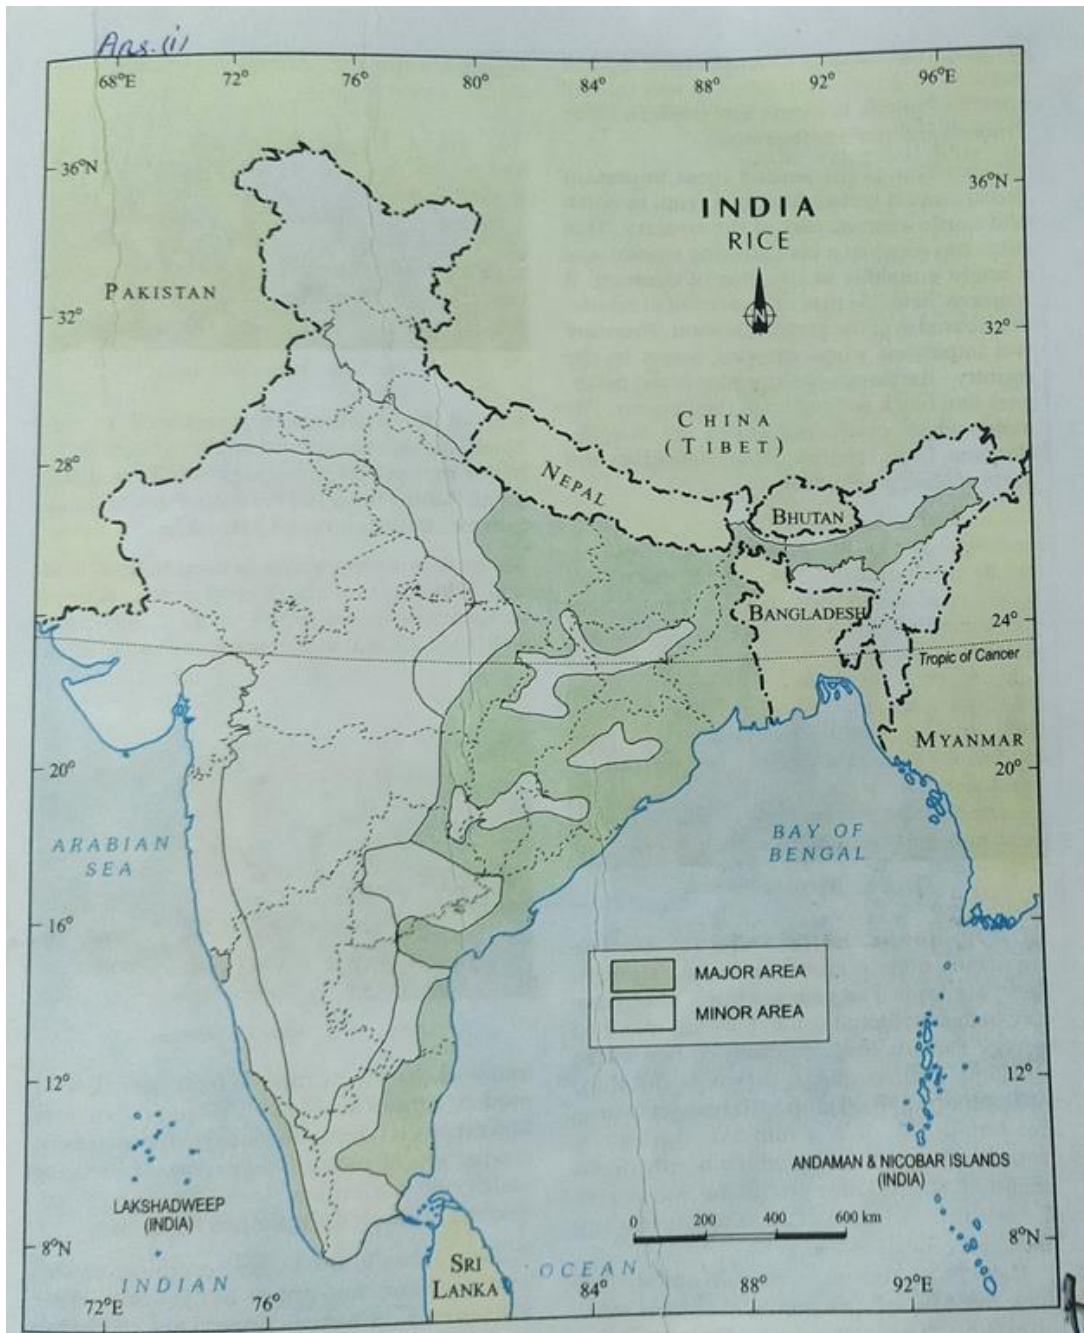 Ans. (i)
68°E 72° 76° 80° 84° 88° 92° 96°E
36°N
36°N
INDIA
RICE
N
PAKISTAN
32°
32°
CHINA
(TIBET)
NEPAL
28°
BHUTAN
BANGLADESH
24°
Tropic of Cancer
MYANMAR
20°
20°
ARABIAN
SEA
BAY OF
BENGAL
16°
MAJOR AREA
MINOR AREA
12°
12°
LAKSHADWEEP
(INDIA)
ANDAMAN & NICOBAR ISLANDS
(INDIA)
0 200 400 600 km
8°N
8°N
SRI
LANKA
INDIAN OCEAN
72°E 76° 84° 88° 92°E